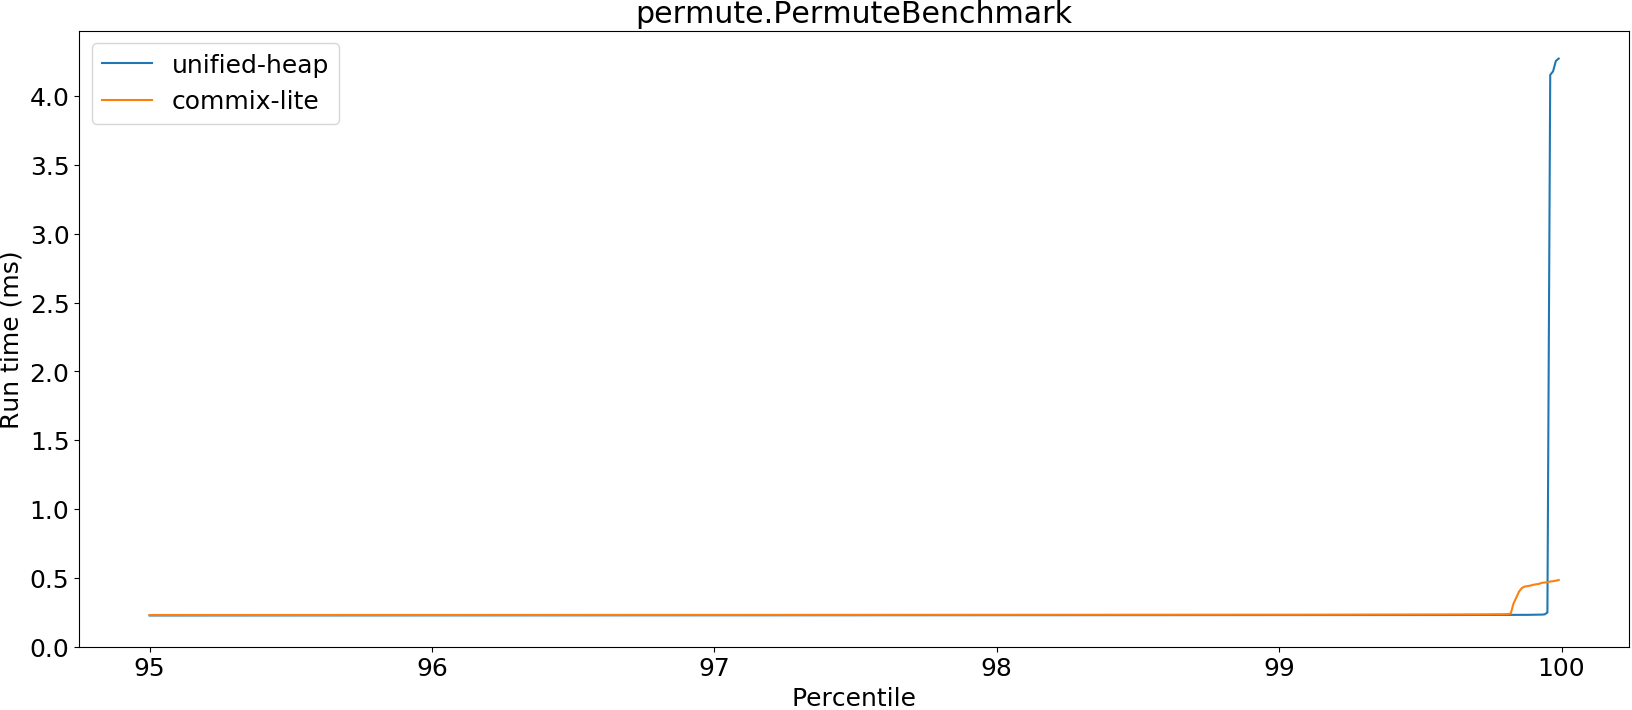 permute.PermuteBenchmark
unified-heap
commix-lite
4.0
3.5
3.0
2.5
2.0
1.5
1.0
0.5
0.0
Run time (ms)
95 96 97 98 99 100
Percentile